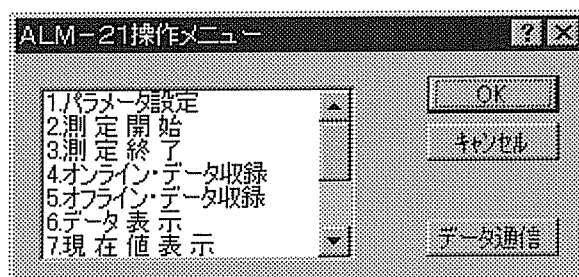 ALM-21操作メニュー
1.パラメータ設定
2.測 定 開 始
3.測 定 終 了
4.オンライン・データ収録
5.オフライン・データ収録
6.データ 表 示
7.現 在 値 表 示
OK
キャンセル
データ通信